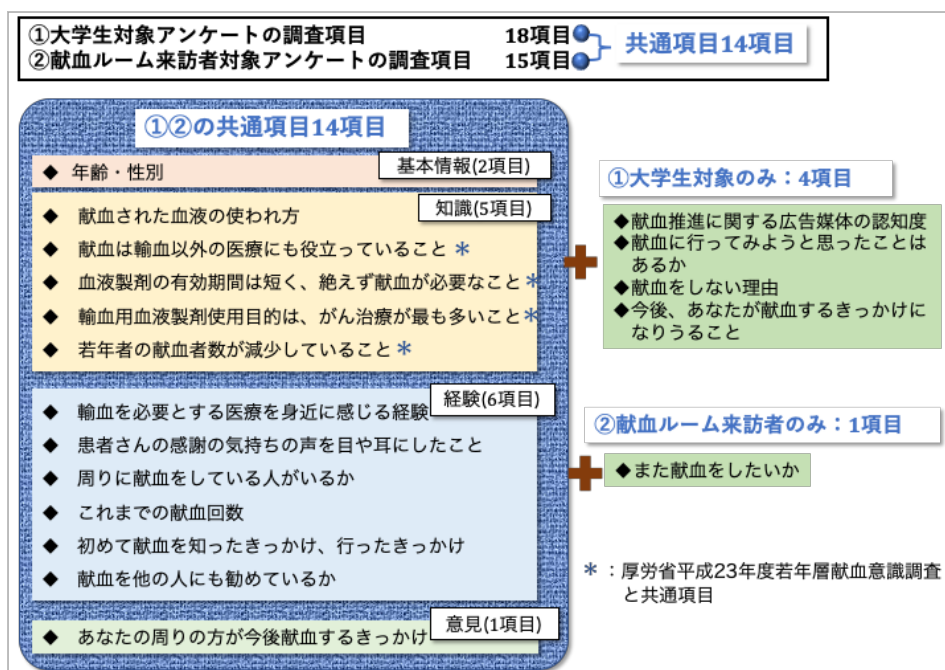 ①大学生対象アンケートの調査項目 18項目
②献血ルーム来訪者対象アンケートの調査項目 15項目
共通項目14項目
①②の共通項目14項目
基本情報(2項目)
◆ 年齢・性別
知識(5項目)
◆ 献血された血液の使われ方
◆ 献血は輸血以外の医療にも役立っていること＊
◆ 血液製剤の有効期間は短く、絶えず献血が必要なこと＊
◆ 輸血用血液製剤使用目的は、がん治療が最も多いこと＊
◆ 若年者の献血者数が減少していること＊
経験(6項目)
◆ 輸血を必要とする医療を身近に感じる経験
◆ 患者さんの感謝の気持ちの声を目や耳にしたこと
◆ 周りに献血をしている人がいるか
◆ これまでの献血回数
◆ 初めて献血を知ったきっかけ、行ったきっかけ
◆ 献血を他の人にも勧めているか
意見(1項目)
◆ あなたの周りの方が今後献血するきっかけ
①大学生対象のみ：4項目
◆献血推進に関する広告媒体の認知度
◆献血に行ってみようと思ったことは
あるか
◆献血をしない理由
◆今後、あなたが献血するきっかけに
なりうること
②献血ルーム来訪者のみ：1項目
◆また献血をしたいか
＊：厚労省平成23年度若年層献血意識調査
と共通項目